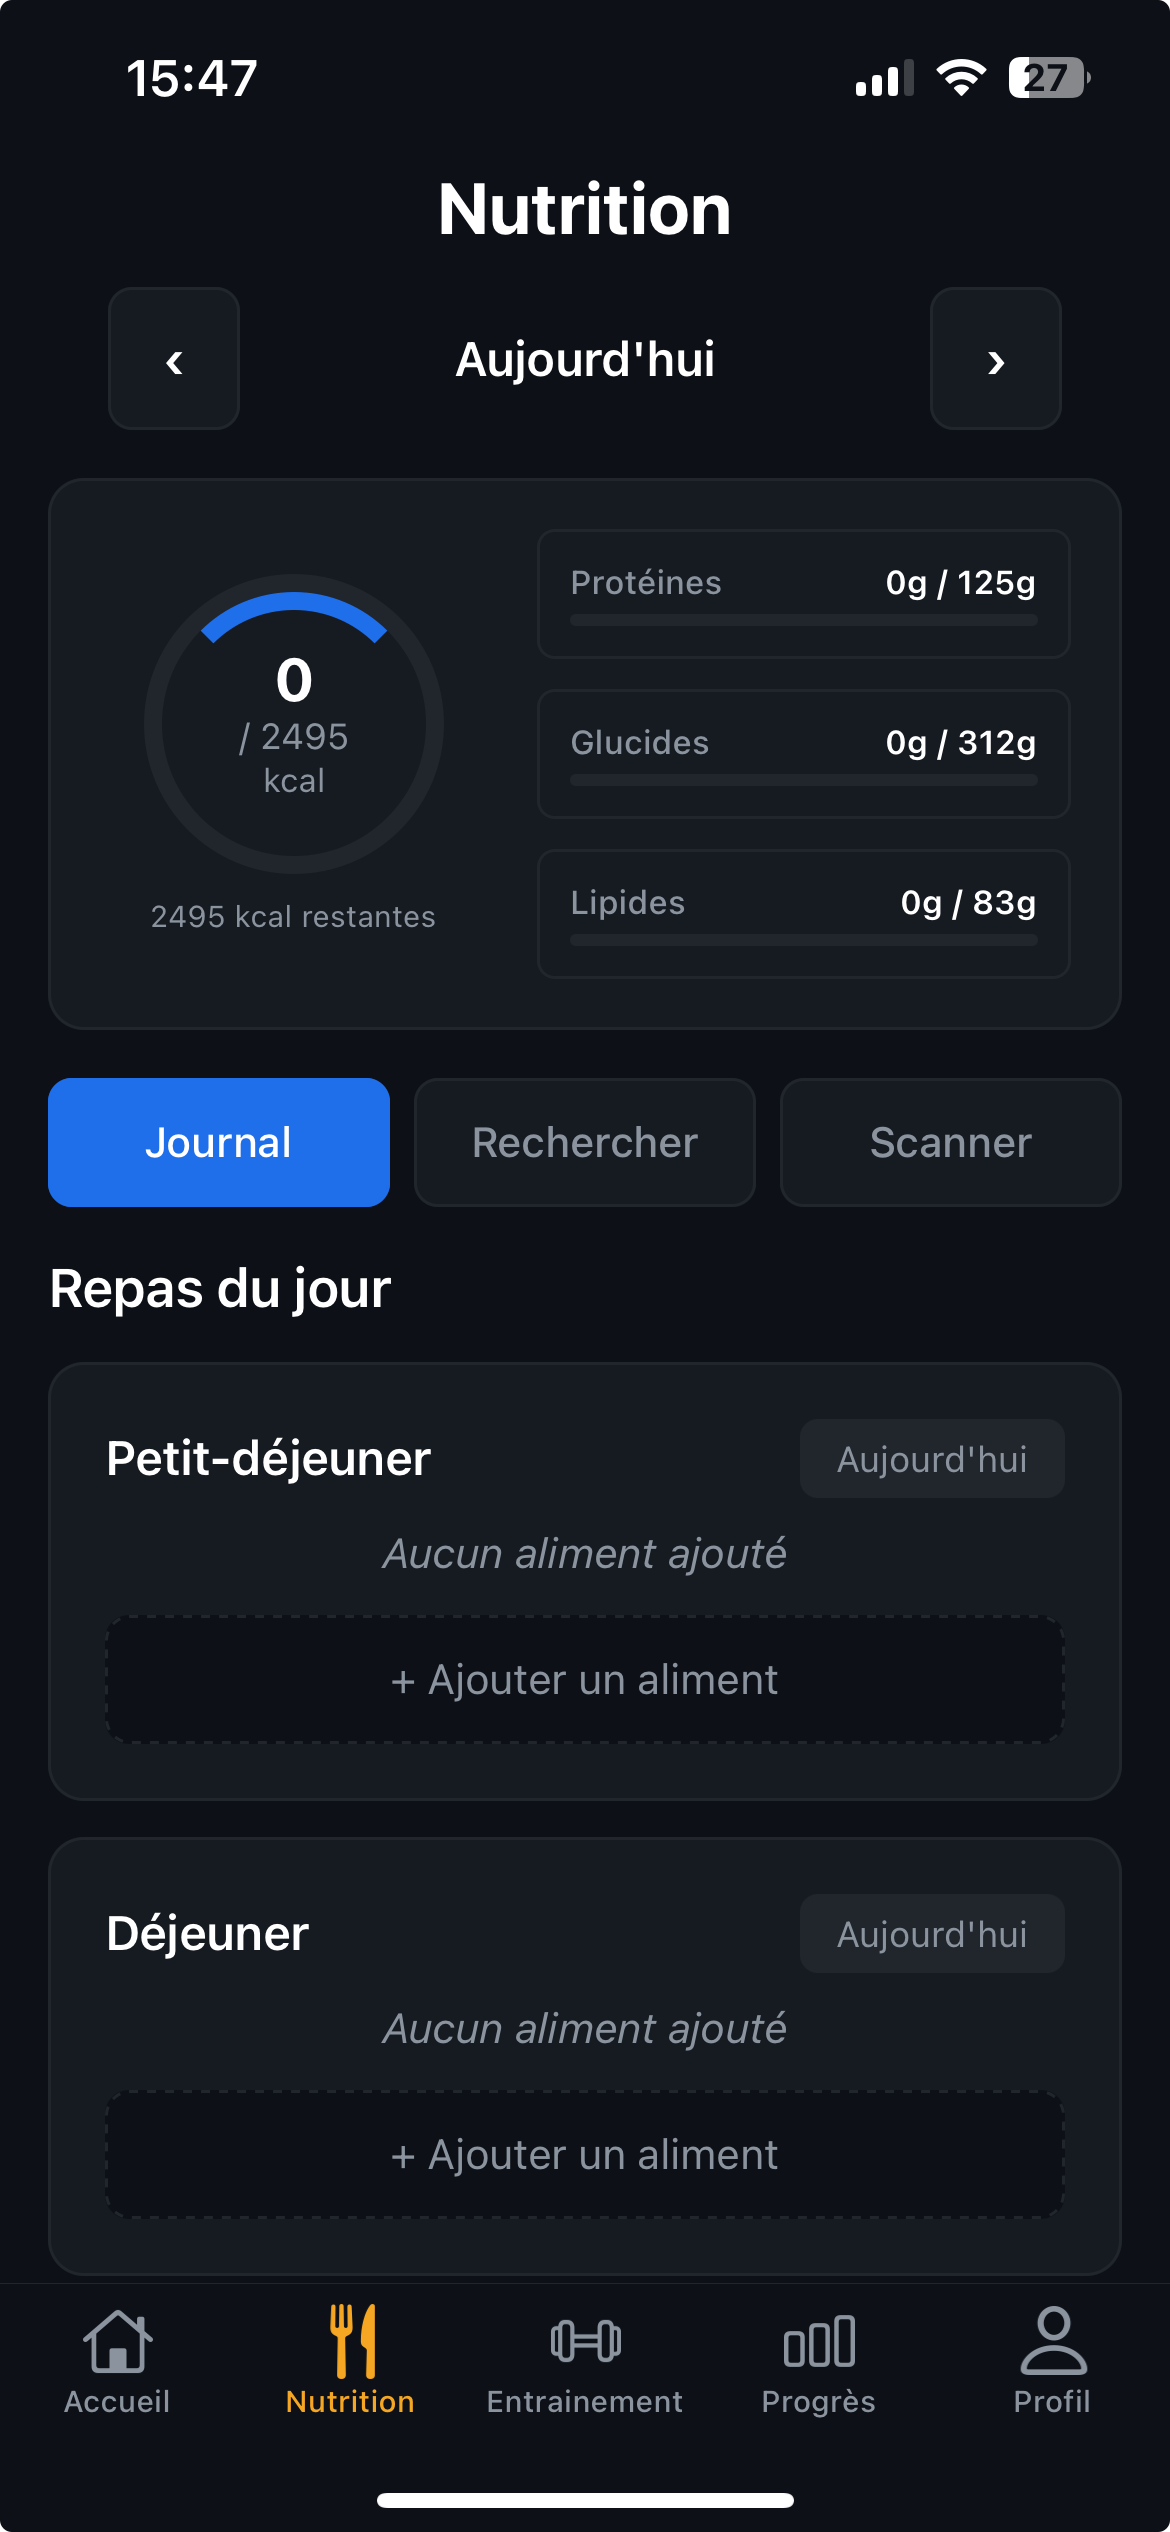 15:47
27
Nutrition
‹
Aujourd'hui
›
0
/ 2495
kcal
2495 kcal restantes
Protéines 0g / 125g
Glucides 0g / 312g
Lipides 0g / 83g
Journal
Rechercher
Scanner
Repas du jour
Petit-déjeuner
Aujourd'hui
Aucun aliment ajouté
+ Ajouter un aliment
Déjeuner
Aujourd'hui
Aucun aliment ajouté
+ Ajouter un aliment
Accueil
Nutrition
Entrainement
Progrès
Profil